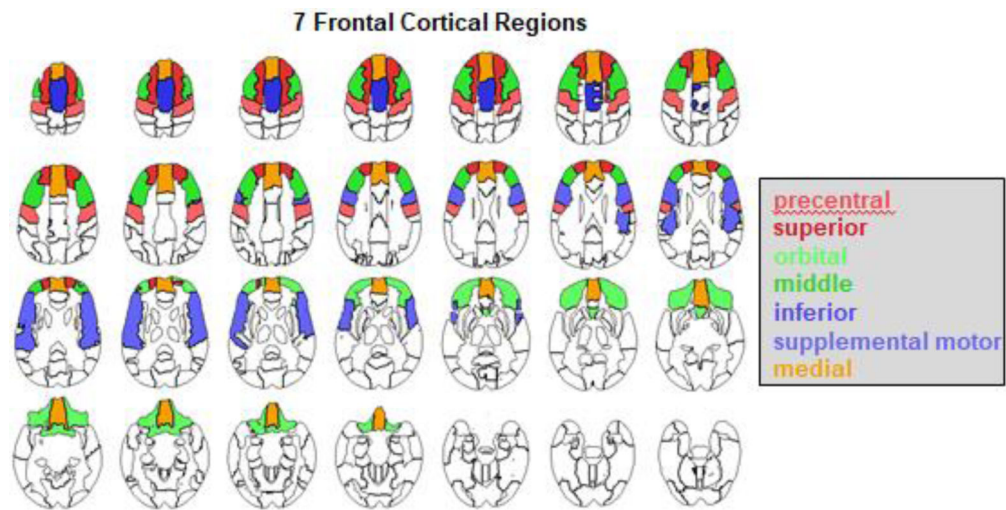 7 Frontal Cortical Regions
precentral
superior
orbital
middle
inferior
supplemental motor
medial